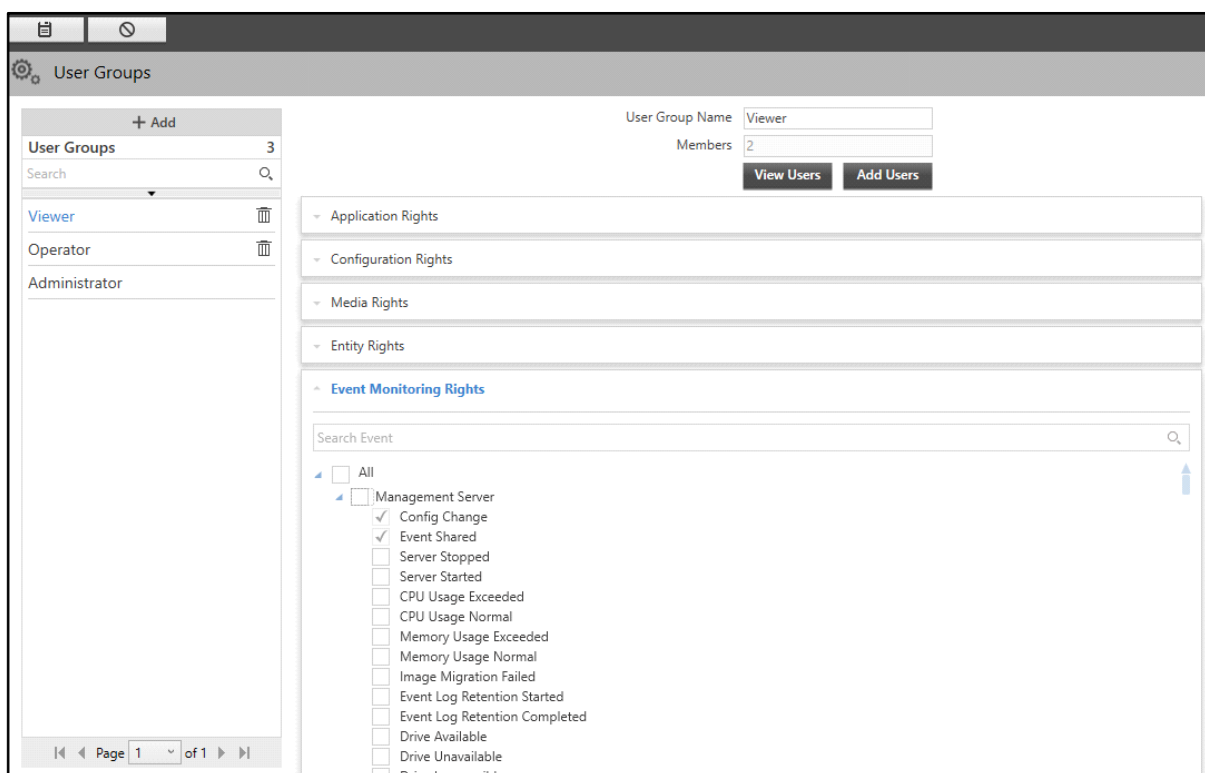 User Groups
+ Add
User Groups 3
Search
Viewer
Operator
Administrator
Page 1 of 1
User Group Name Viewer
Members 2
View Users Add Users
Application Rights
Configuration Rights
Media Rights
Entity Rights
Event Monitoring Rights
Search Event
All
Management Server
Config Change
Event Shared
Server Stopped
Server Started
CPU Usage Exceeded
CPU Usage Normal
Memory Usage Exceeded
Memory Usage Normal
Image Migration Failed
Event Log Retention Started
Event Log Retention Completed
Drive Available
Drive Unavailable